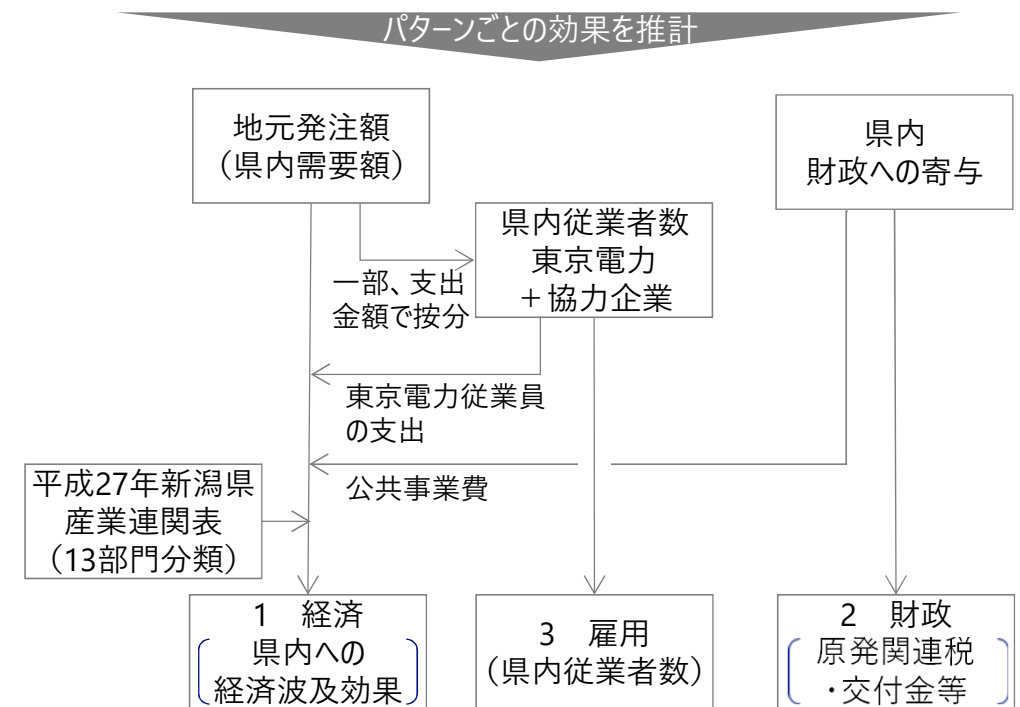 パターンごとの効果を推計
地元発注額
(県内需要額)
県内
財政への寄与
県内従業者数
東京電力
+協力企業
一部、支出
金額で按分
東京電力従業員
の支出
公共事業費
平成27年新潟県
産業連関表
(13部門分類)
1 経済
県内への
経済波及効果
3 雇用
(県内従業者数)
2 財政
原発関連税
・交付金等